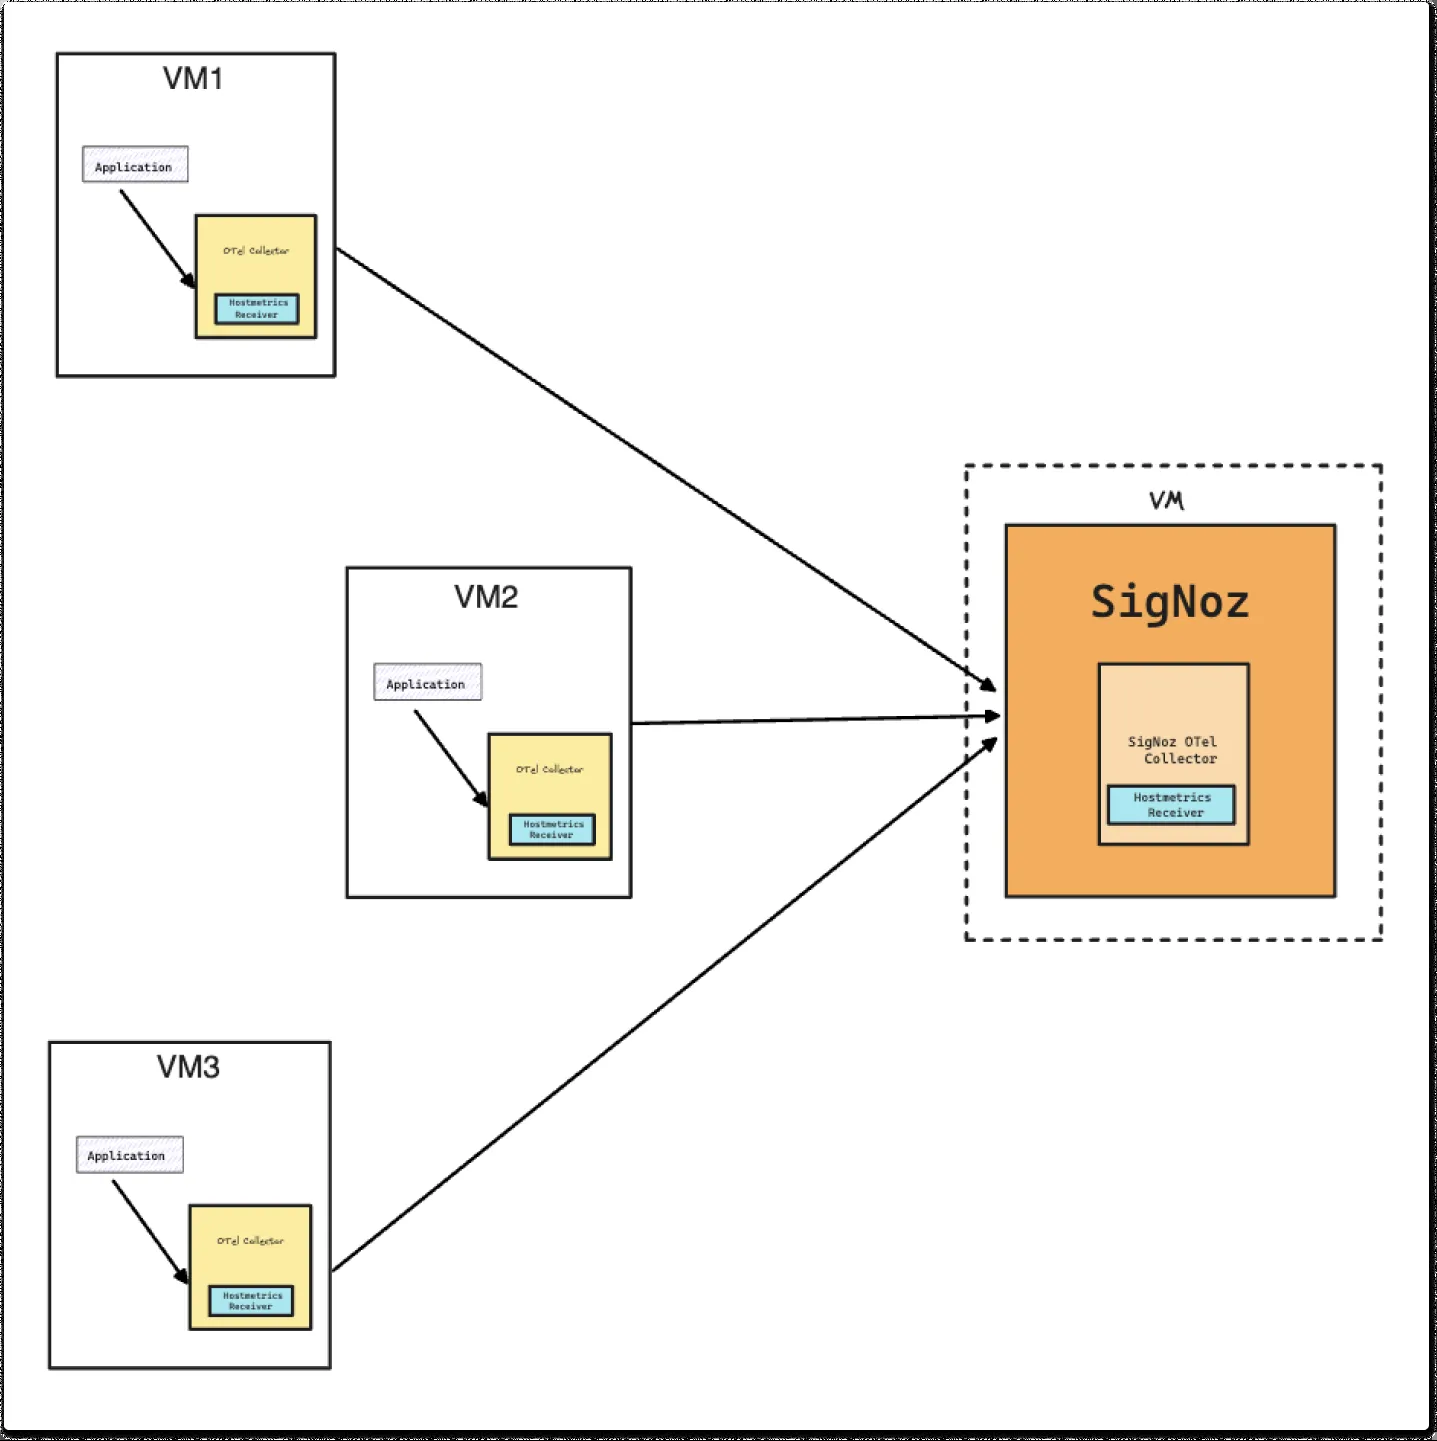 VM1
Application
OTel Collector
Hostmetrics
Receiver
VM
SigNoz
SigNoz OTel
Collector
Hostmetrics
Receiver
VM2
Application
OTel Collector
Hostmetrics
Receiver
VM3
Application
OTel Collector
Hostmetrics
Receiver